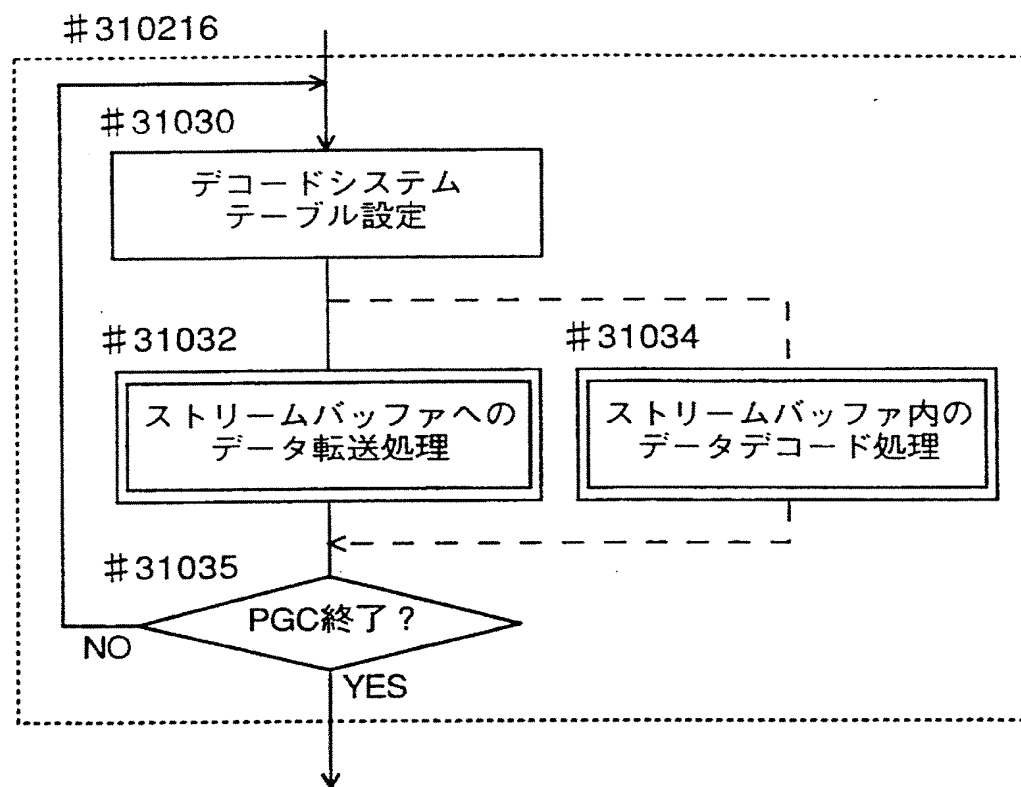 #310216
#31030
デコードシステム
テーブル設定
#31032
ストリームバッファへの
データ転送処理
#31034
ストリームバッファ内の
データデコード処理
#31035
PGC終了？
NO
YES